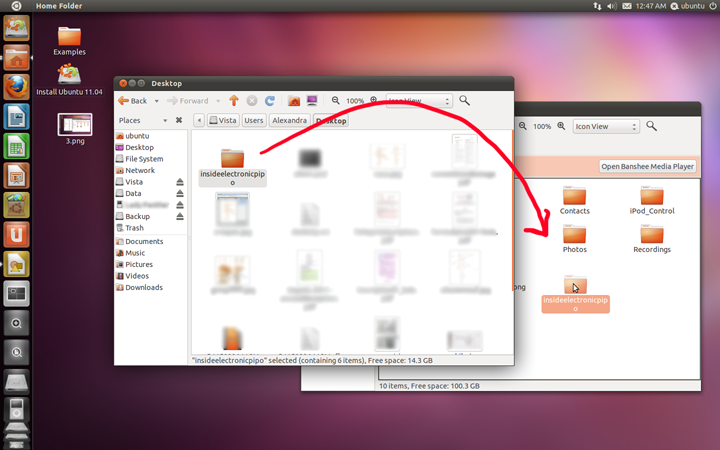 Home Folder
12:47 AM
ubuntu
Examples
Install Ubuntu 11.04
3.png
Desktop
Back
Forward
100%
Icon View
Places
Vista
Users
Alexandra
Desktop
ubuntu
Desktop
File System
Network
Vista
Data
Backup
Trash
Documents
Music
Pictures
Videos
Downloads
insideelectronicpip
o
"insideelectronicpipo" selected (containing 6 items), Free space: 14.3 GB
100%
Icon View
Open Banshee Media Player
Contacts
iPod_Control
Photos
Recordings
png
insideelectronicpip
o
10 items, Free space: 100.3 GB